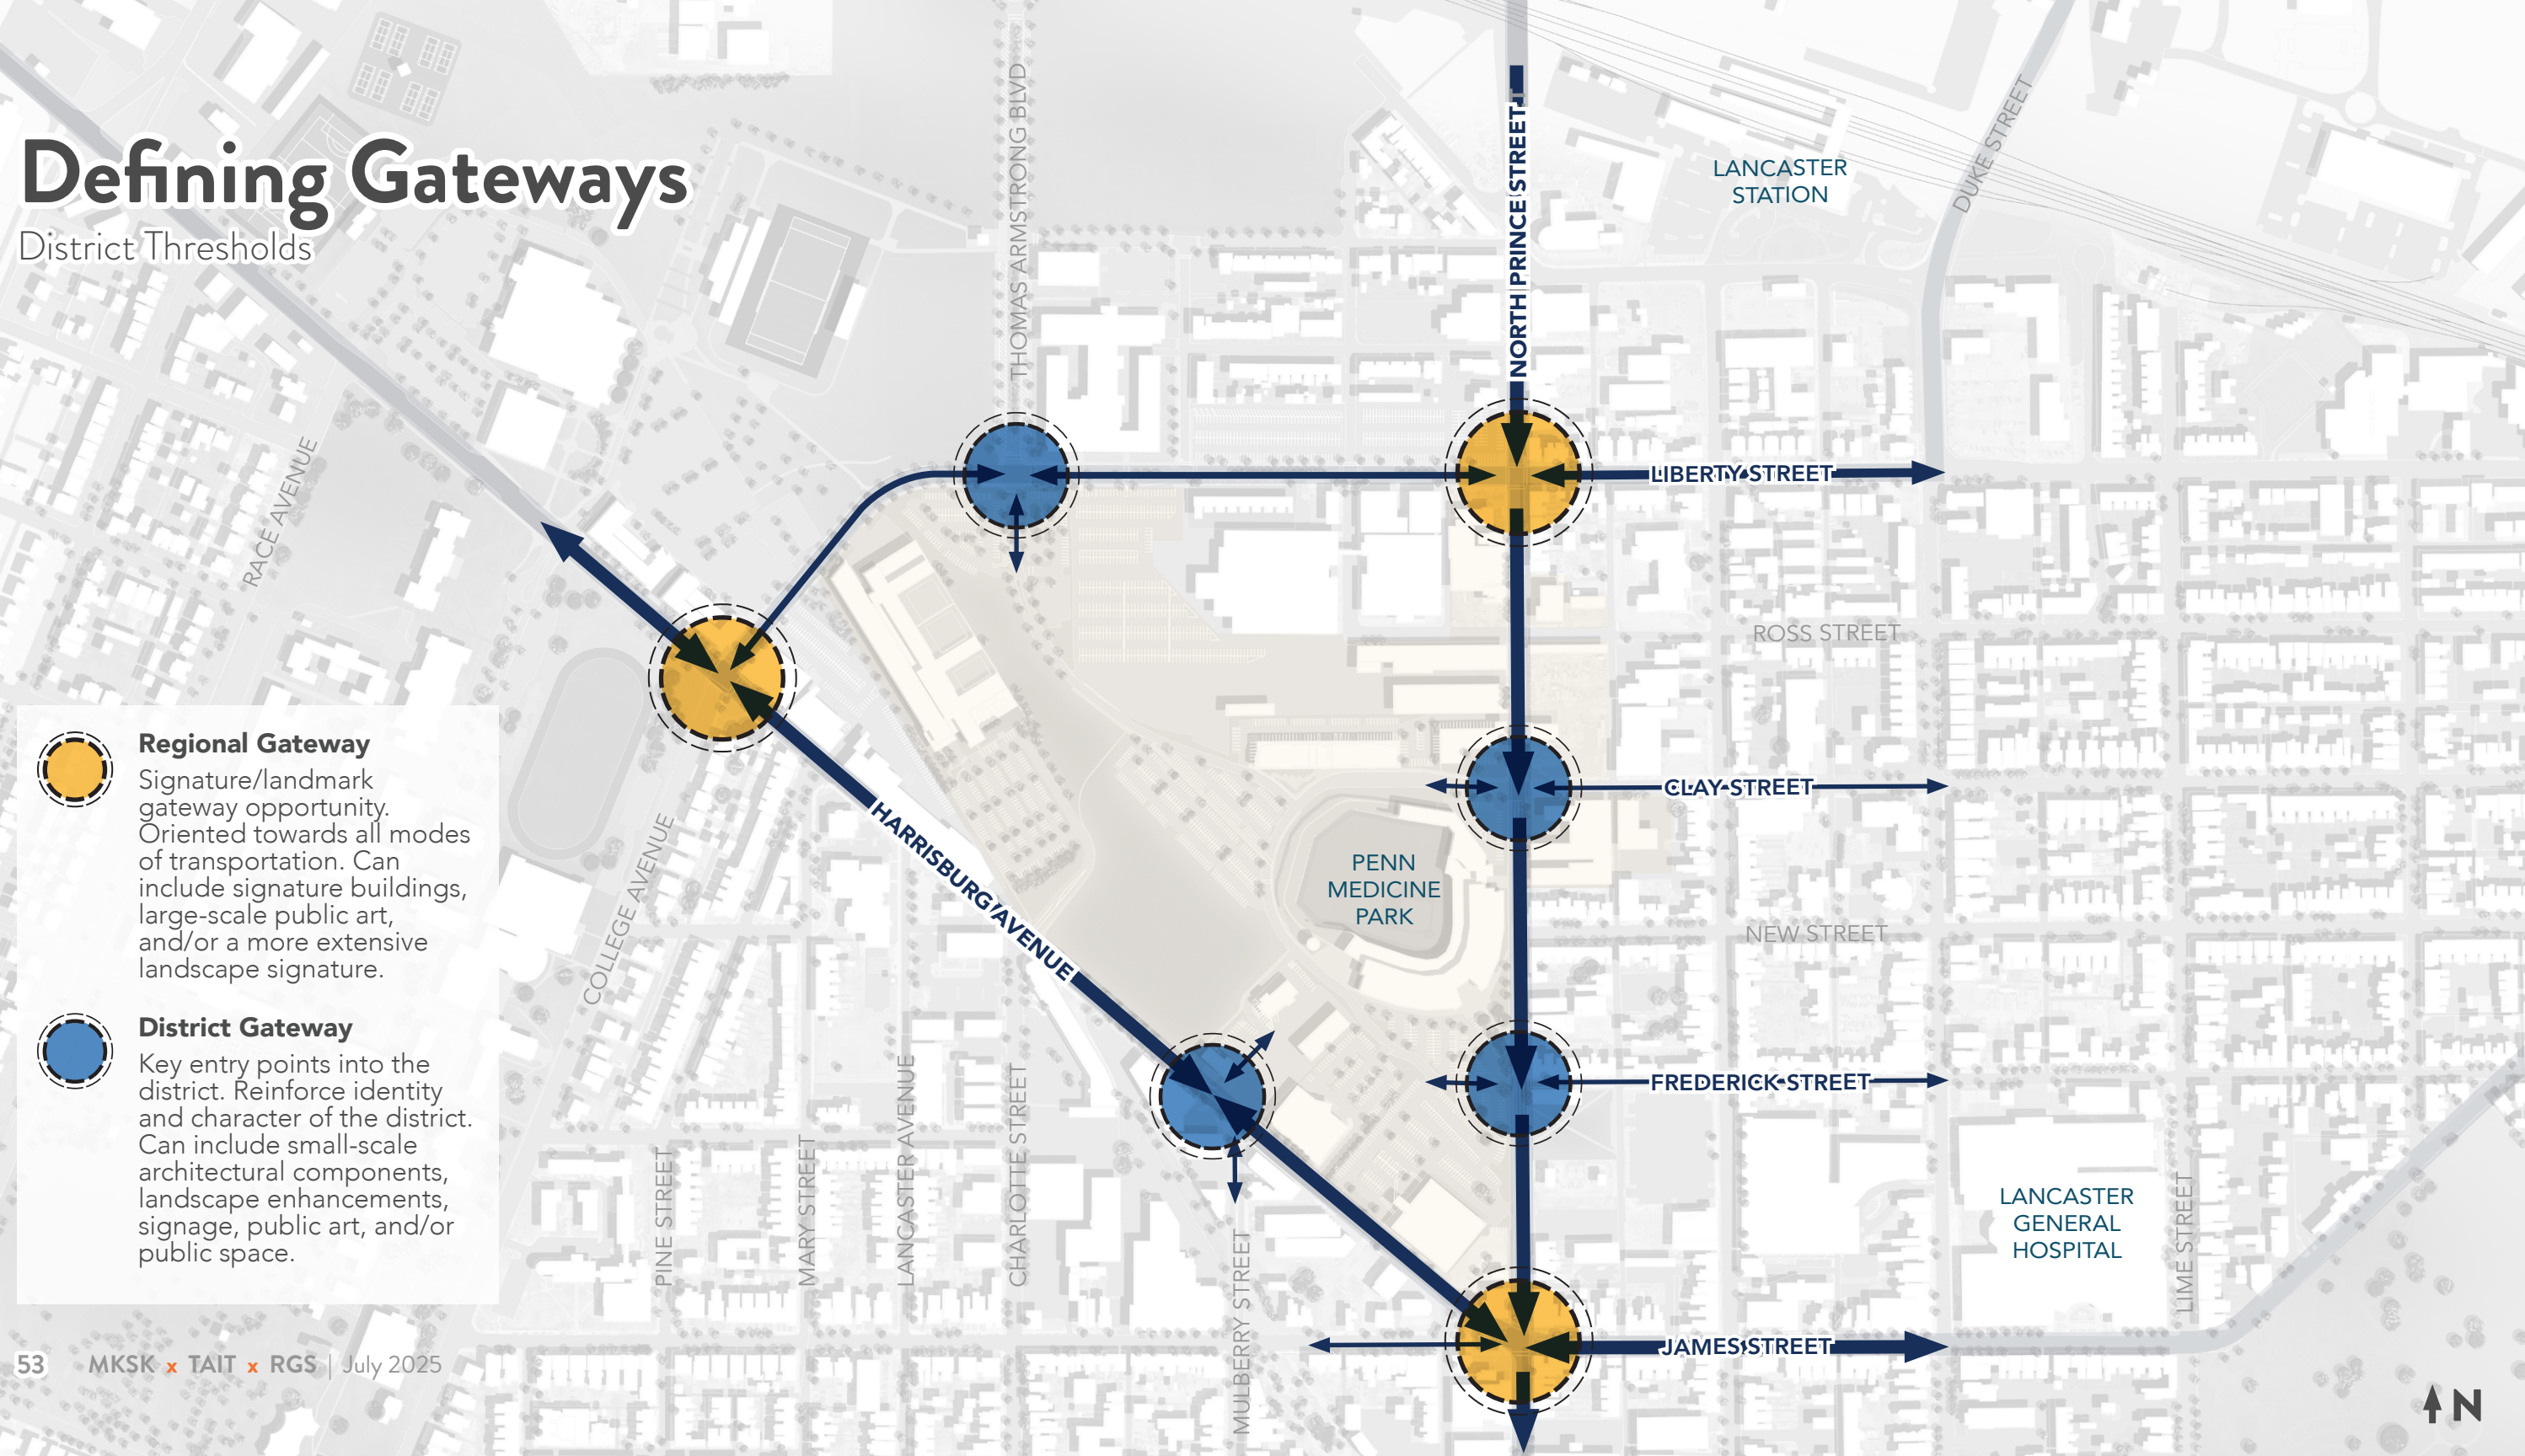 Defining Gateways
District Thresholds
THOMAS ARMSTRONG BLVD
NORTH PRINCE STREET
LANCASTER
STATION
DUKE STREET
RACE AVENUE
LIBERTY STREET
ROSS STREET
Regional Gateway
Signature/landmark
gateway opportunity.
Oriented towards all modes
of transportation. Can
include signature buildings,
large-scale public art,
and/or a more extensive
landscape signature.
District Gateway
Key entry points into the
district. Reinforce identity
and character of the district.
Can include small-scale
architectural components,
landscape enhancements,
signage, public art, and/or
public space.
COLLEGE AVENUE
HARRISBURG AVENUE
CLAY STREET
PENN
MEDICINE
PARK
NEW STREET
FREDERICK STREET
PINE STREET
MARY STREET
LANCASTER AVENUE
CHARLOTTE STREET
MULBERRY STREET
LANCASTER
GENERAL
HOSPITAL
LIME STREET
JAMES STREET
53 MKSK x TAIT x RGS | July 2025
N